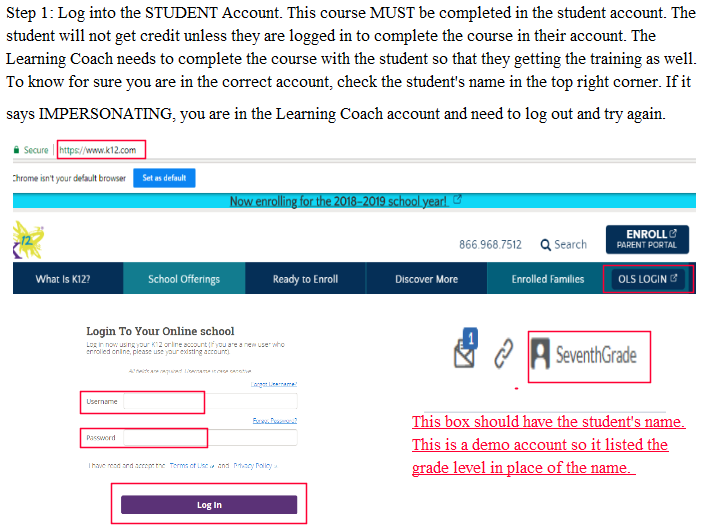 Step 1: Log into the STUDENT Account. This course MUST be completed in the student account. The
student will not get credit unless they are logged in to complete the course in their account. The
Learning Coach needs to complete the course with the student so that they getting the training as well.
To know for sure you are in the correct account, check the student's name in the top right corner. If it
says IMPERSONATING, you are in the Learning Coach account and need to log out and try again.
Secure | https://www.k12.com
Chrome isn't your default browser Set as default
Now enrolling for the 2018–2019 school year!
12
866.968.7512 Search ENROLL
PARENT PORTAL
What Is K12? School Offerings Ready to Enroll Discover More Enrolled Families OLS LOGIN
Login To Your Online school
Log in now using your K12 online account (if you are a new user who
enrolled online, please use your existing account)
All fields are required. Username is case sensitive
Forgot Username?
Username
Forgot Password?
Password
I have read and accept the Terms of Use and Privacy Policy
Log In
1
SeventhGrade
This box should have the student's name.
This is a demo account so it listed the
grade level in place of the name.